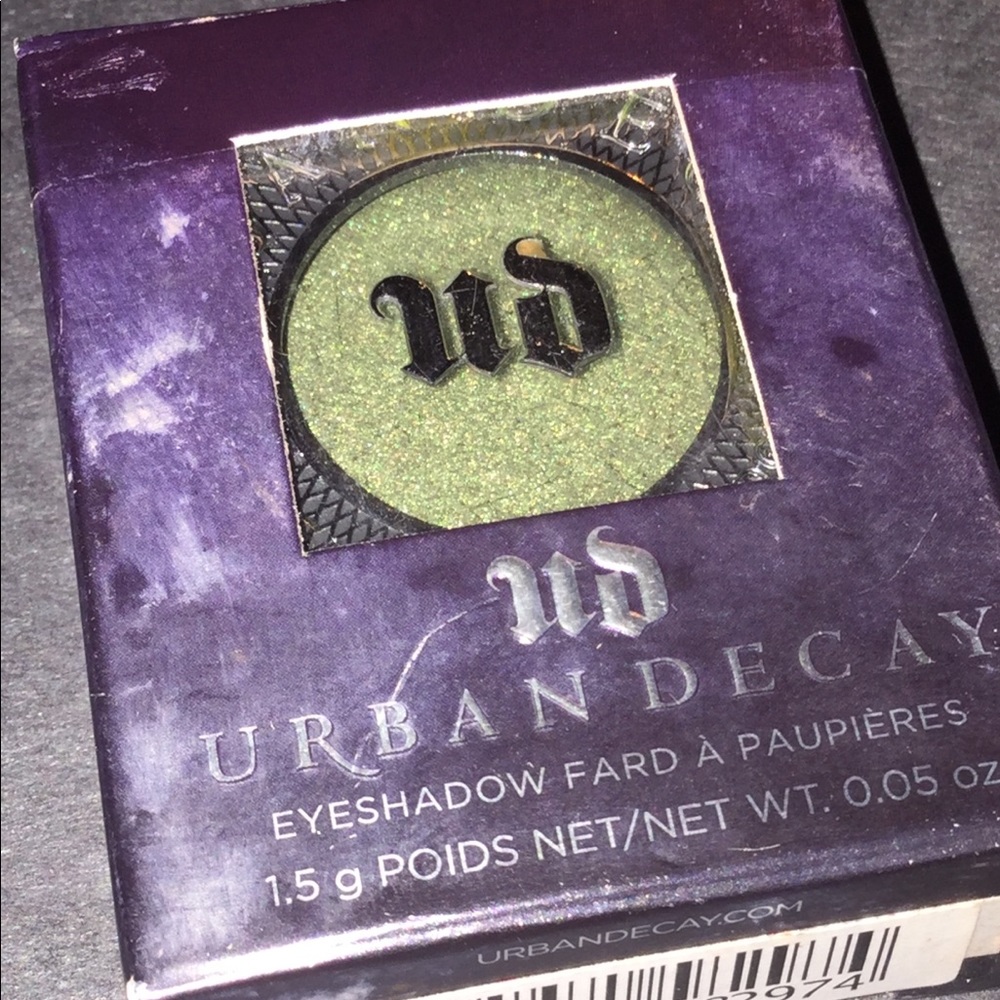 ud
ud
URBAN DECAY
EYESHADOW FARD À PAUPIÈRES
1.5 g POIDS NET/NET WT. 0.05 oz
URBANDECAY.COM